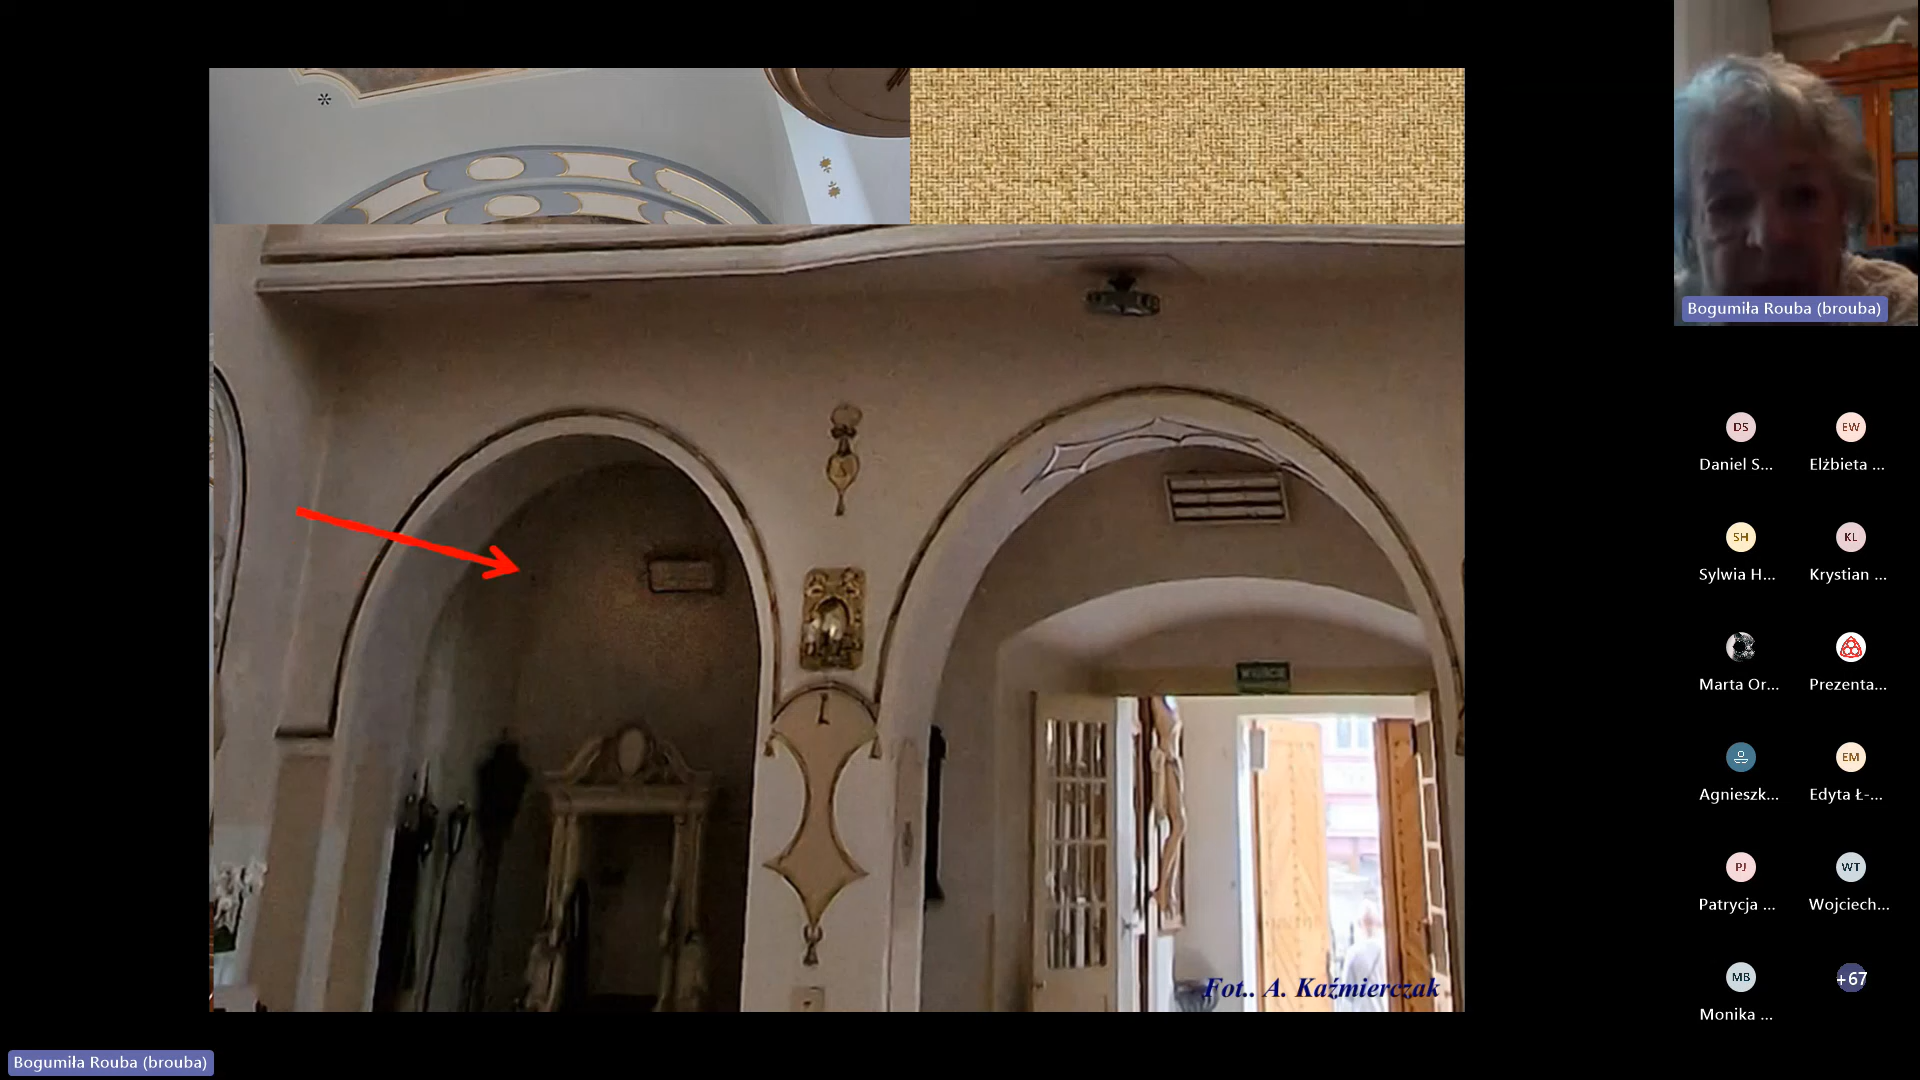 Bogumiła Rouba (brouba)
DS
EW
Daniel S...
Elżbieta ...
SH
KL
Sylwia H...
Krystian ...
Marta Or...
Prezenta...
EM
Agnieszk...
Edyta Ł-...
PJ
WT
Patrycja ...
Wojciech...
MB
+67
Monika ...
Fot.. A. Kaźmierczak
Bogumiła Rouba (brouba)